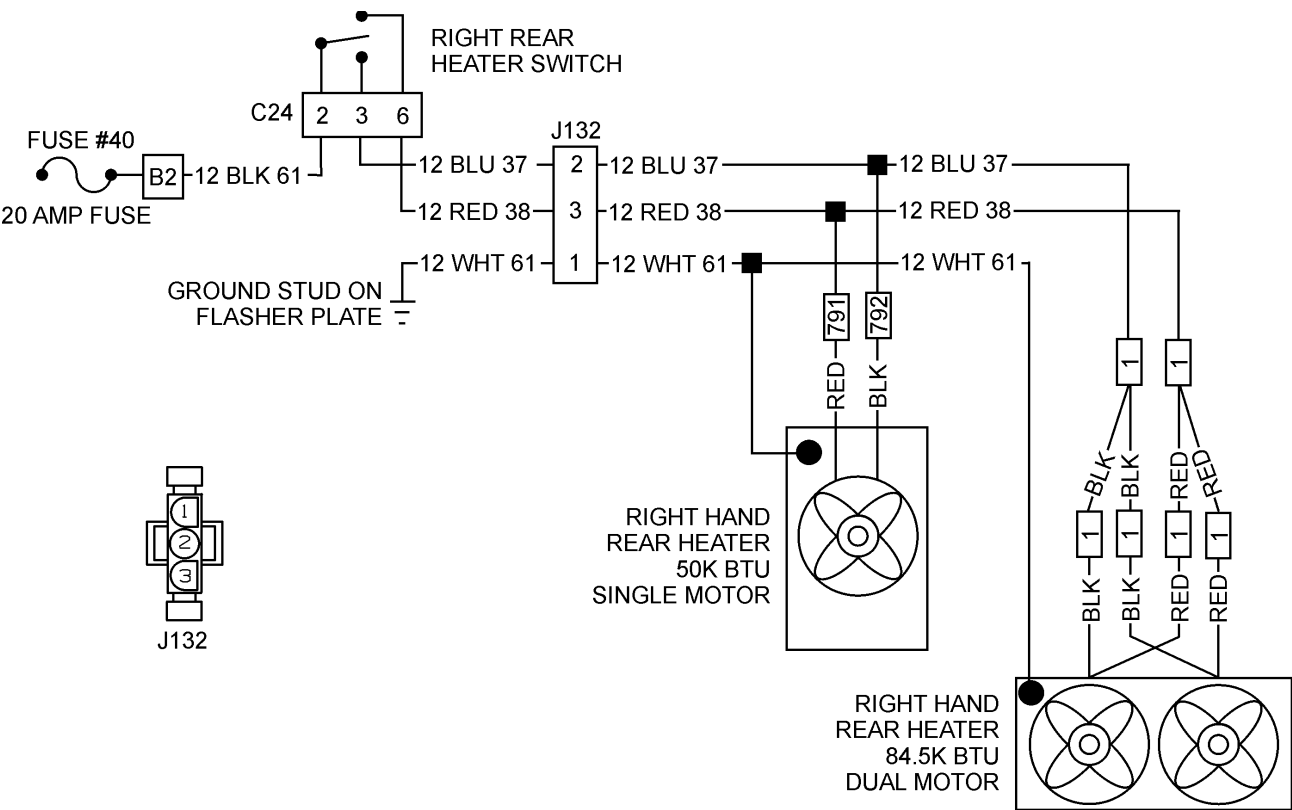 RIGHT REAR
HEATER SWITCH
C24
2 3 6
FUSE #40
B2
12 BLK 61
20 AMP FUSE
J132
12 BLU 37
2
12 BLU 37
12 BLU 37
12 RED 38
3
12 RED 38
12 RED 38
12 WHT 61
1
12 WHT 61
12 WHT 61
GROUND STUD ON
FLASHER PLATE
791
792
RED
BLK
1
1
BLK
BLK
RED
RED
1
1
1
1
BLK
BLK
RED
RED
1
2
3
J132
RIGHT HAND
REAR HEATER
50K BTU
SINGLE MOTOR
RIGHT HAND
REAR HEATER
84.5K BTU
DUAL MOTOR